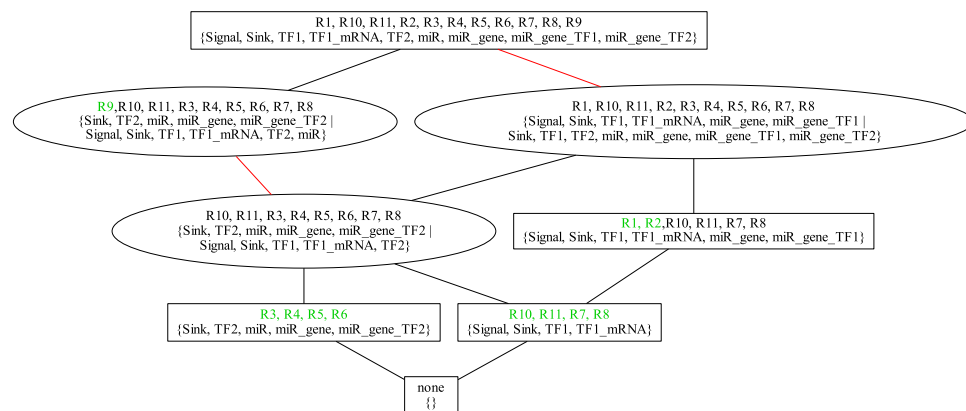 R1, R10, R11, R2, R3, R4, R5, R6, R7, R8, R9
{Signal, Sink, TF1, TF1_mRNA, TF2, miR, miR_gene, miR_gene_TF1, miR_gene_TF2}
R9,R10, R11, R3, R4, R5, R6, R7, R8
{Sink, TF2, miR, miR_gene, miR_gene_TF2 |
Signal, Sink, TF1, TF1_mRNA, TF2, miR}
R1, R10, R11, R2, R3, R4, R5, R6, R7, R8
{Signal, Sink, TF1, TF1_mRNA, miR_gene, miR_gene_TF1 |
Sink, TF1, TF2, miR, miR_gene, miR_gene_TF1, miR_gene_TF2}
R10, R11, R3, R4, R5, R6, R7, R8
{Sink, TF2, miR, miR_gene, miR_gene_TF2 |
Signal, Sink, TF1, TF1_mRNA, TF2}
R1, R2,R10, R11, R7, R8
{Signal, Sink, TF1, TF1_mRNA, miR_gene, miR_gene_TF1}
R3, R4, R5, R6
{Sink, TF2, miR, miR_gene, miR_gene_TF2}
R10, R11, R7, R8
{Signal, Sink, TF1, TF1_mRNA}
none
{}